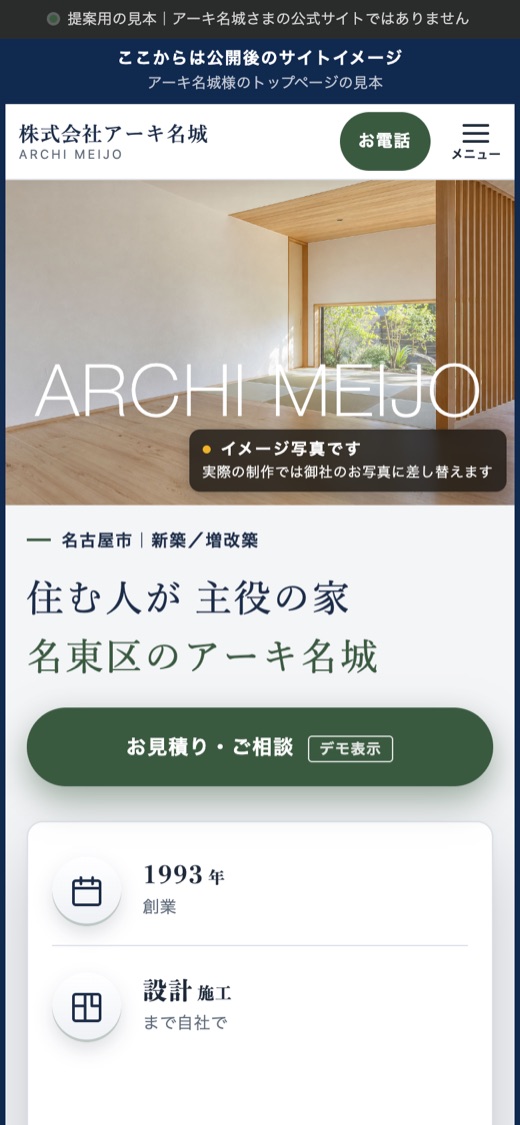 提案用の見本｜アーキ名城さまの公式サイトではありません
ここからは公開後のサイトイメージ
アーキ名城様のトップページの見本
株式会社アーキ名城
ARCHI MEIJO
お電話
メニュー
ARCHI MEIJO
イメージ写真です
実際の制作では御社のお写真に差し替えます
名古屋市｜新築／増改築
住む人が 主役の家
名東区のアーキ名城
お見積り・ご相談 デモ表示
1993 年
創業
設計 施工
まで自社で